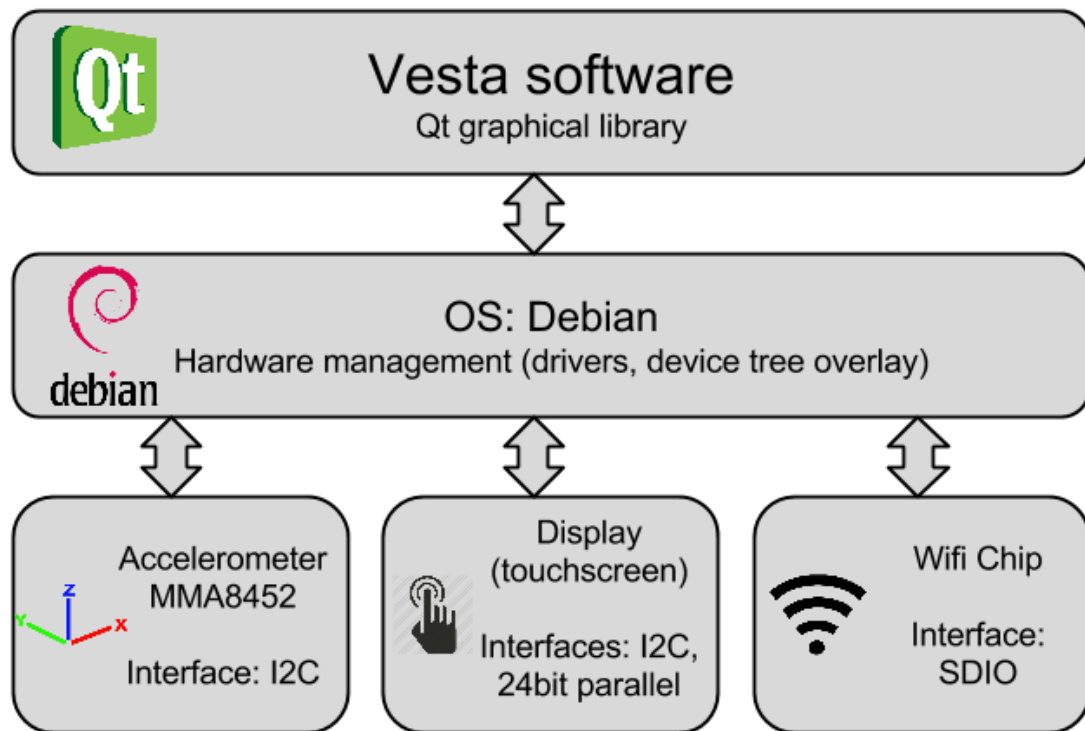 Qt
Vesta software
Qt graphical library
OS: Debian
Hardware management (drivers, device tree overlay)
debian
Accelerometer
MMA8452
Z
Y
X
Interface: I2C
Display
(touchscreen)
Interfaces: I2C,
24bit parallel
Wifi Chip
Interface:
SDIO